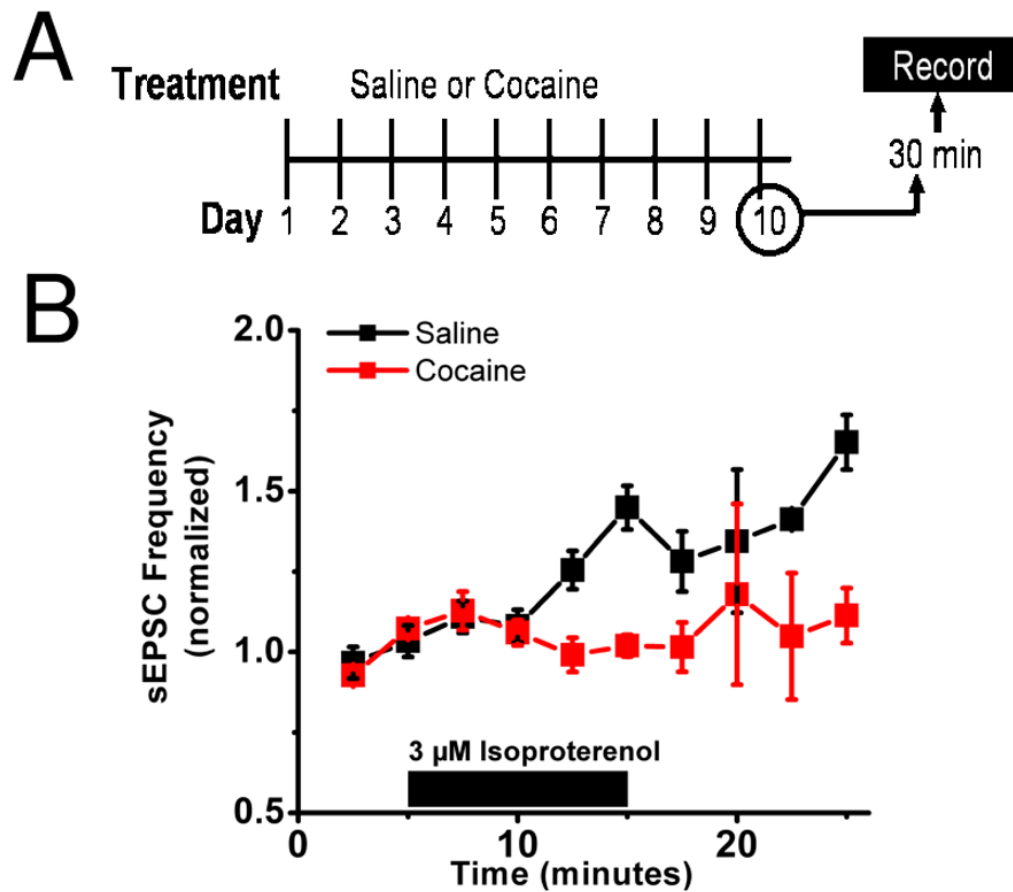 A
Treatment Saline or Cocaine
Record
30 min
Day 1 2 3 4 5 6 7 8 9 10
B
Saline
Cocaine
sEPSC Frequency
(normalized)
2.0
1.5
1.0
0.5
3 µM Isoproterenol
0 10 20
Time (minutes)